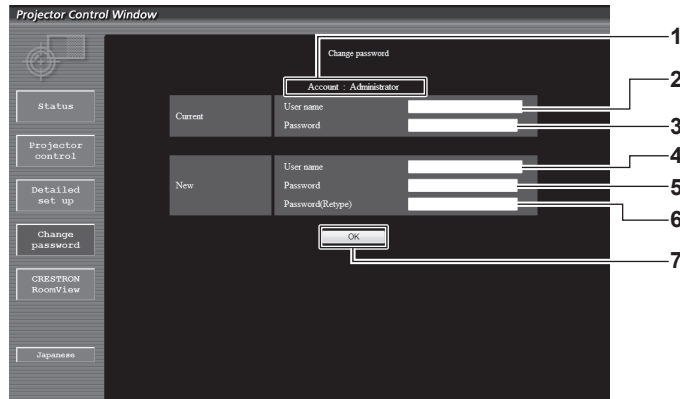 Projector Control Window
Change password
Account : Administrator
Current
User name
Password
New
User name
Password
Password(Retype)
OK
Status
Projector
control
Detailed
set up
Change
password
CRESTRON
RoomView
Japanese
1
2
3
4
5
6
7